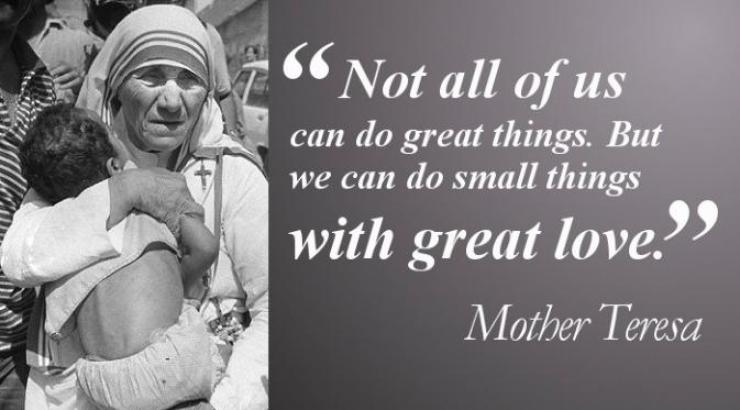 “Not all of us
can do great things. But
we can do small things
with great love.”
Mother Teresa